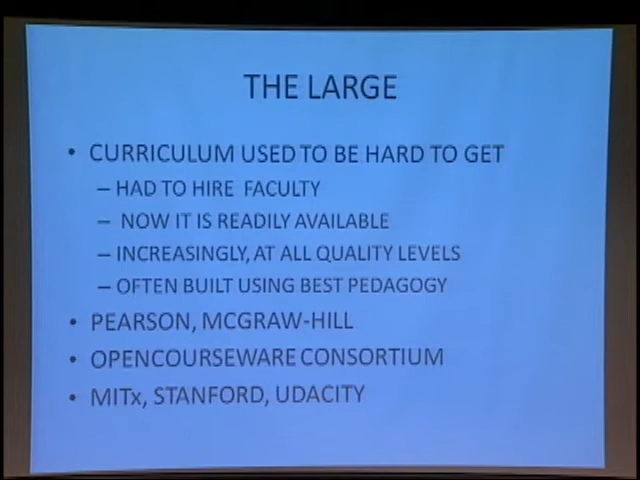 THE LARGE
• CURRICULUM USED TO BE HARD TO GET
– HAD TO HIRE FACULTY
– NOW IT IS READILY AVAILABLE
– INCREASINGLY, AT ALL QUALITY LEVELS
– OFTEN BUILT USING BEST PEDAGOGY
• PEARSON, MCGRAW-HILL
• OPENCOURSEWARE CONSORTIUM
• MITx, STANFORD, UDACITY